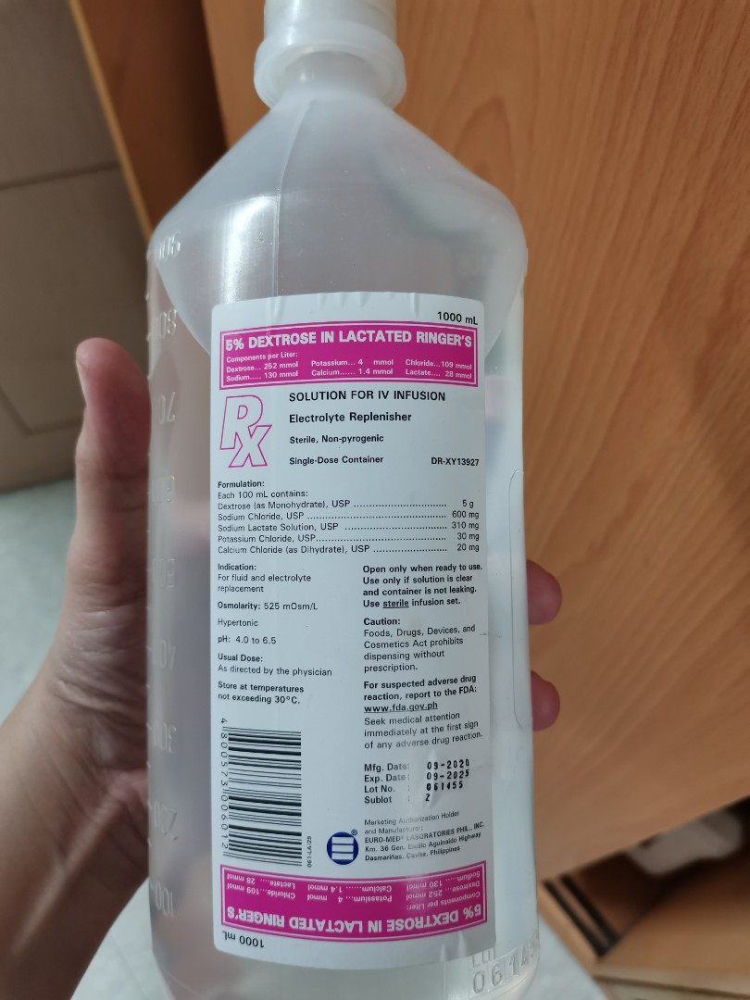 1000 mL
5% DEXTROSE IN LACTATED RINGER'S
Components per Liter:
Dextrose... 252 mmol Potassium... 4 mmol Chloride...109 mmol
Sodium..... 130 mmol Calcium...... 1.4 mmol Lactate.... 28 mmol
RX
SOLUTION FOR IV INFUSION
Electrolyte Replenisher
Sterile, Non-pyrogenic
Single-Dose Container DR-XY13927
Formulation:
Each 100 mL contains:
Dextrose (as Monohydrate), USP .............................. 5 g
Sodium Chloride, USP ............................................. 600 mg
Sodium Lactate Solution, USP ................................. 310 mg
Potassium Chloride, USP.......................................... 30 mg
Calcium Chloride (as Dihydrate), USP ........................ 20 mg
Indication:
For fluid and electrolyte
replacement
Osmolarity: 525 mOsm/L
Hypertonic
pH: 4.0 to 6.5
Usual Dose:
As directed by the physician
Store at temperatures
not exceeding 30°C.
Open only when ready to use.
Use only if solution is clear
and container is not leaking.
Use sterile infusion set.
Caution:
Foods, Drugs, Devices, and
Cosmetics Act prohibits
dispensing without
prescription.
For suspected adverse drug
reaction, report to the FDA:
www.fda.gov.ph
Seek medical attention
immediately at the first sign
of any adverse drug reaction.
Mfg. Date: 09-2020
Exp. Date: 09-2025
Lot No. : 061455
Sublot : Z
4 800573 006012
061-LA/29
Marketing Authorization Holder
and Manufacturer:
EURO-MED® LABORATORIES PHIL., INC.
Km. 36 Gen. Emilio Aguinaldo Highway
Dasmariñas, Cavite, Philippines
5% DEXTROSE IN LACTATED RINGER'S
Components per Liter:
Dextrose... 252 mmol Potassium... 4 mmol Chloride...109 mmol
Sodium..... 130 mmol Calcium...... 1.4 mmol Lactate.... 28 mmol
1000 mL